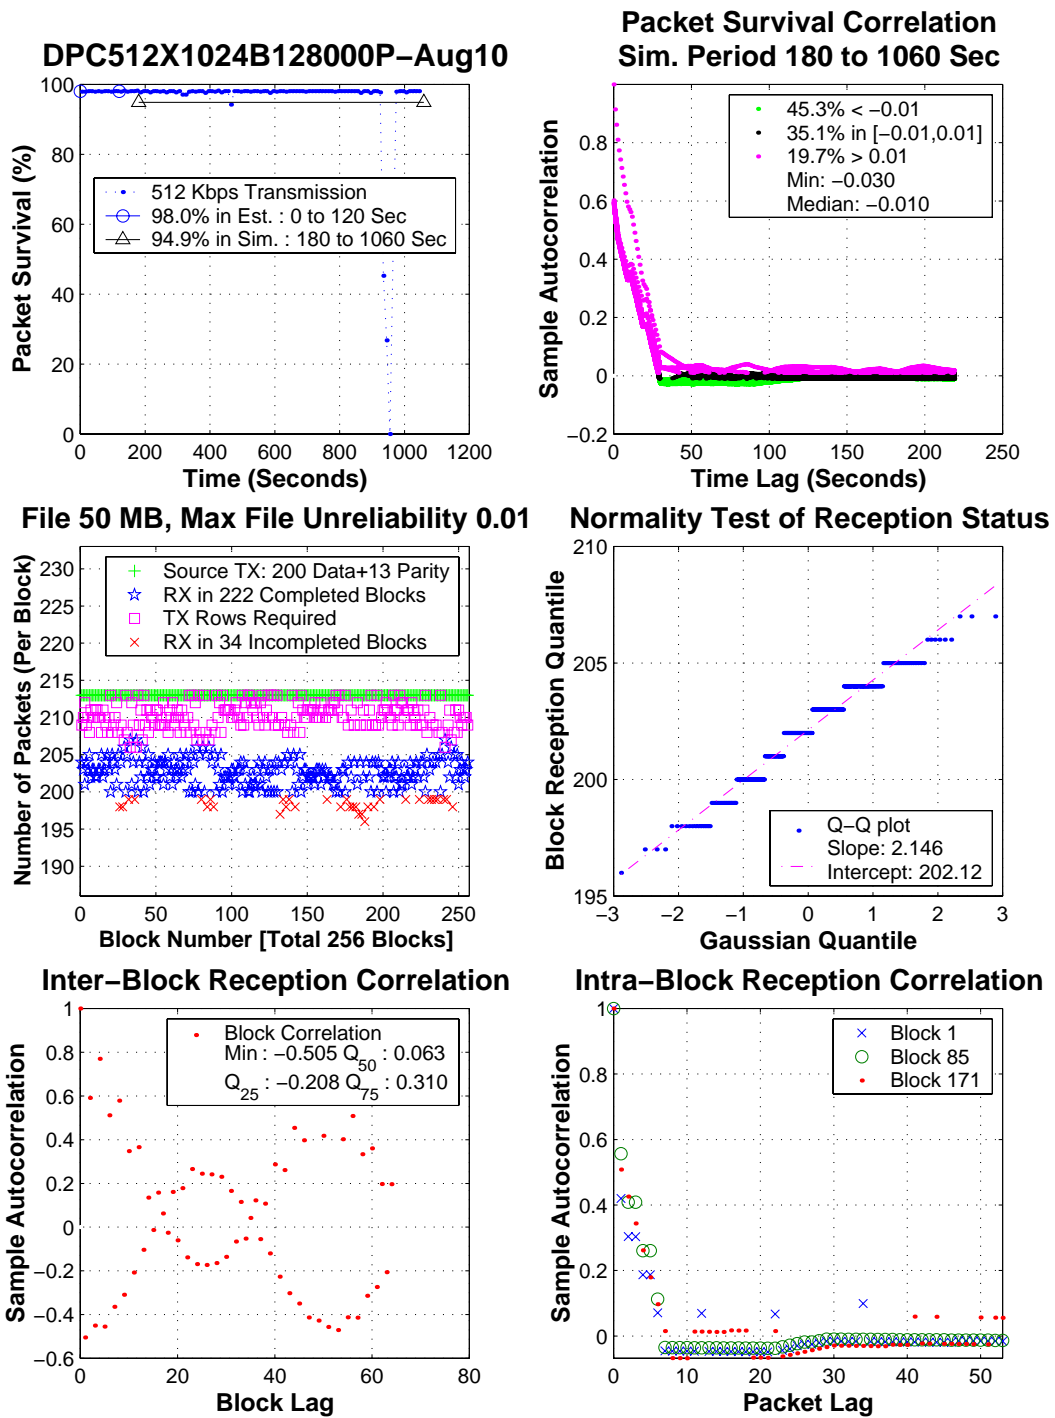 DPC512X1024B128000P−Aug10
100
80
60
40
20
0
0
200
400
600
800
1000
1200
Packet Survival (%)
Time (Seconds)
512 Kbps Transmission
98.0% in Est. : 0 to 120 Sec
94.9% in Sim. : 180 to 1060 Sec
Packet Survival Correlation
Sim. Period 180 to 1060 Sec
0.8
0.6
0.4
0.2
0
−0.2
0
50
100
150
200
250
Sample Autocorrelation
Time Lag (Seconds)
45.3% < −0.01
35.1% in [−0.01,0.01]
19.7% > 0.01
Min: −0.030
Median: −0.010
File 50 MB, Max File Unreliability 0.01
230
225
220
215
210
205
200
195
190
0
50
100
150
200
250
Number of Packets (Per Block)
Block Number [Total 256 Blocks]
Source TX: 200 Data+13 Parity
RX in 222 Completed Blocks
TX Rows Required
RX in 34 Incompleted Blocks
Normality Test of Reception Status
210
205
200
195
−3
−2
−1
0
1
2
3
Block Reception Quantile
Gaussian Quantile
Q−Q plot
Slope: 2.146
Intercept: 202.12
Inter−Block Reception Correlation
1
0.8
0.6
0.4
0.2
0
−0.2
−0.4
−0.6
0
20
40
60
80
Sample Autocorrelation
Block Lag
Block Correlation
Min : −0.505 Q50 : 0.063
Q25 : −0.208 Q75 : 0.310
Intra−Block Reception Correlation
1
0.8
0.6
0.4
0.2
0
0
10
20
30
40
50
Sample Autocorrelation
Packet Lag
Block 1
Block 85
Block 171